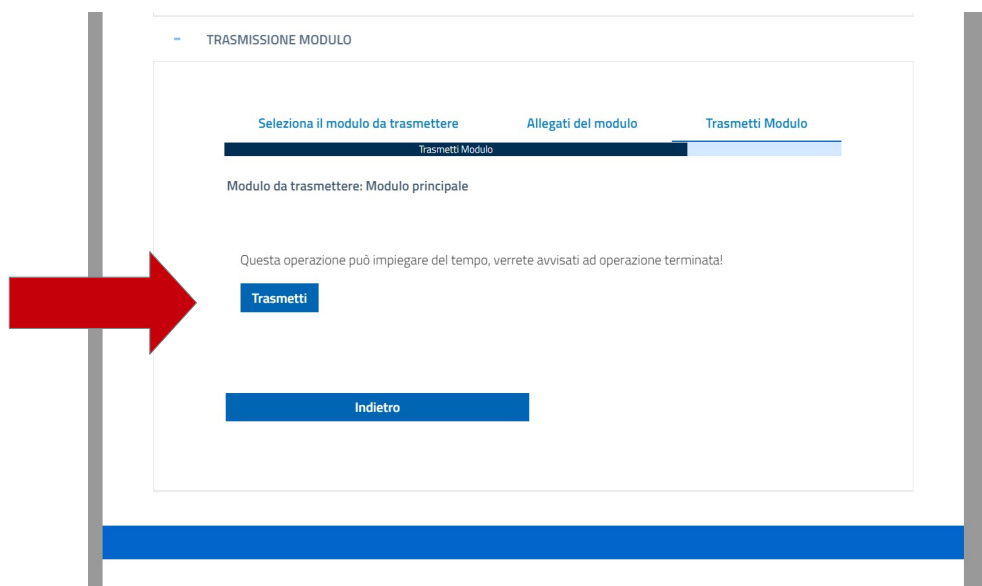 - TRASMISSIONE MODULO
Seleziona il modulo da trasmettere Allegati del modulo Trasmetti Modulo
Trasmetti Modulo
Modulo da trasmettere: Modulo principale
Questa operazione può impiegare del tempo, verrete avvisati ad operazione terminata!
Trasmetti
Indietro